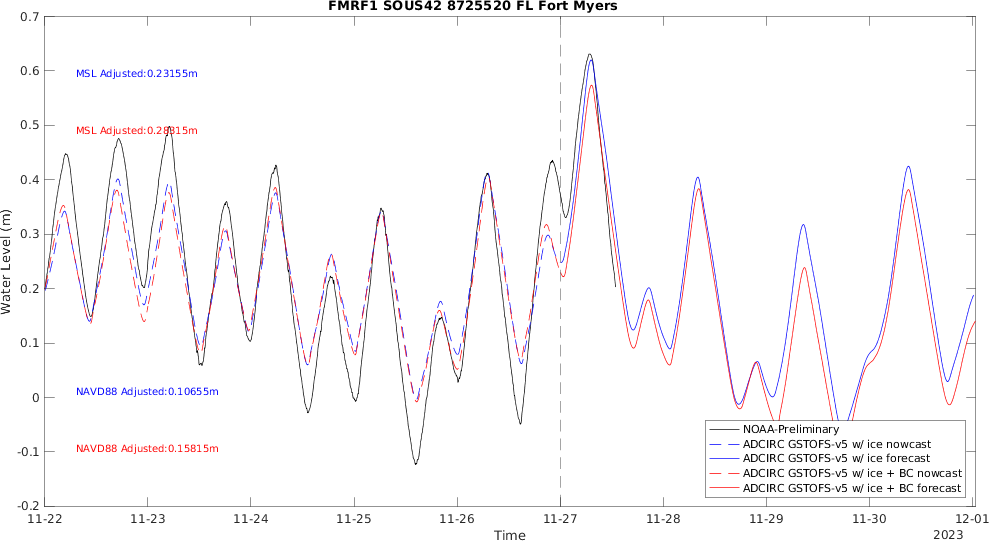 FMRF1 SOUS42 8725520 FL Fort Myers
0.7
0.6
0.5
0.4
0.3
0.2
0.1
0
-0.1
-0.2
Water Level (m)
MSL Adjusted:0.23155m
MSL Adjusted:0.28315m
NAVD88 Adjusted:0.10655m
NAVD88 Adjusted:0.15815m
NOAA-Preliminary
ADCIRC GSTOFS-v5 w/ ice nowcast
ADCIRC GSTOFS-v5 w/ ice forecast
ADCIRC GSTOFS-v5 w/ ice + BC nowcast
ADCIRC GSTOFS-v5 w/ ice + BC forecast
11-22 11-23 11-24 11-25 11-26 11-27 11-28 11-29 11-30 12-01
Time
2023